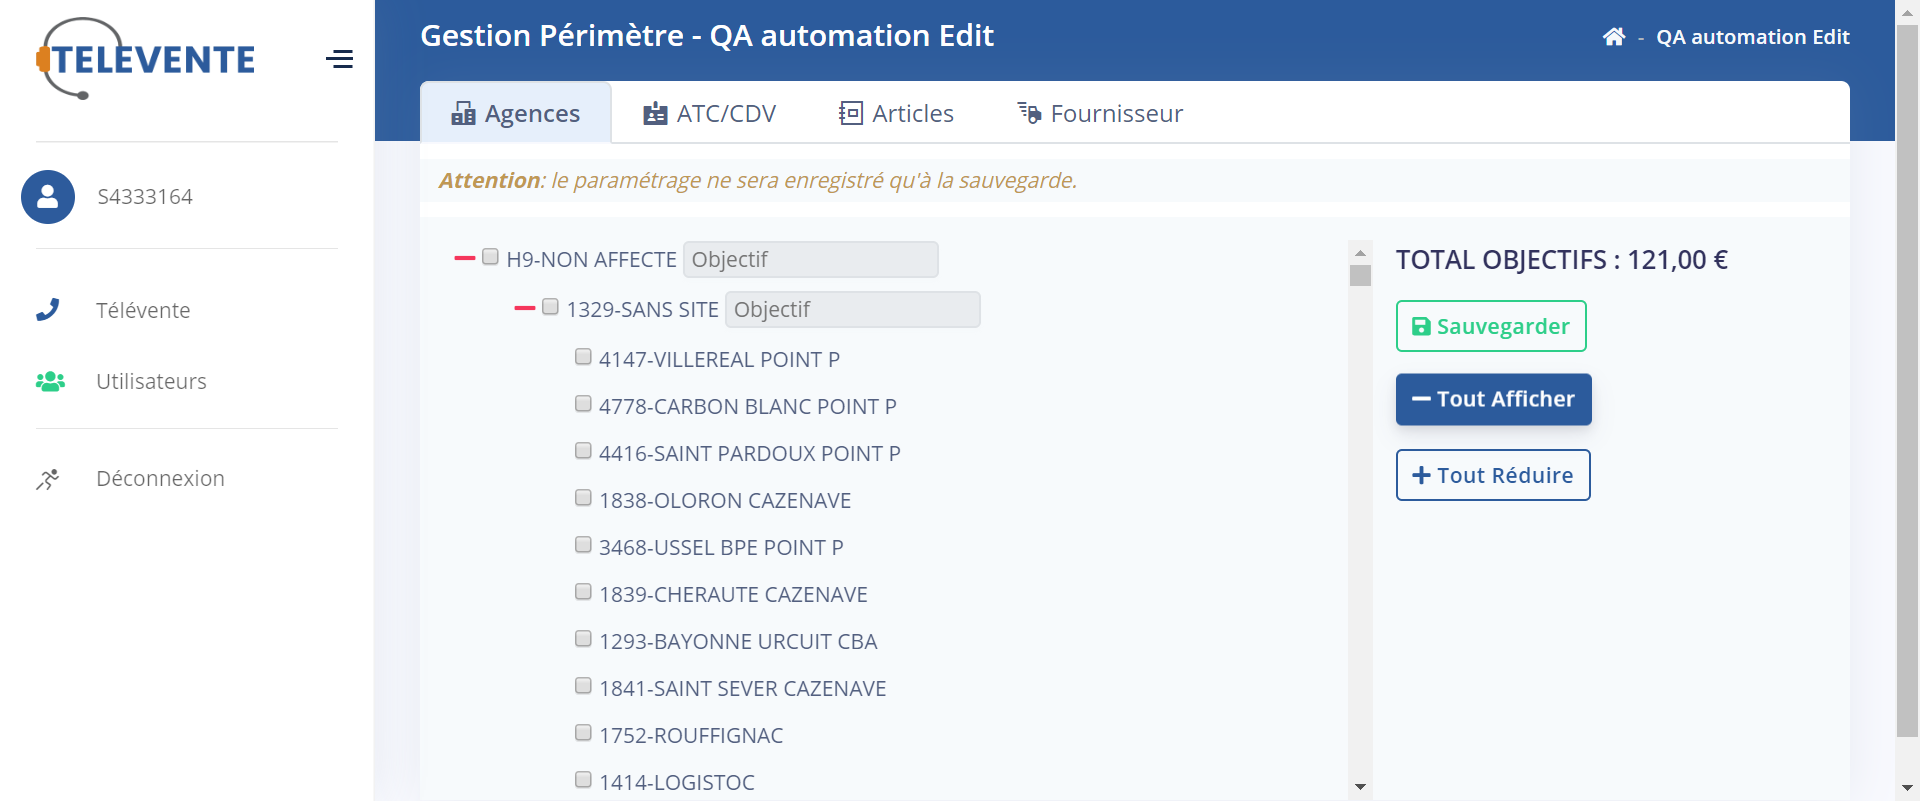 TELEVENTE
S4333164
Télévente
Utilisateurs
Déconnexion
Gestion Périmètre - QA automation Edit
- QA automation Edit
Agences
ATC/CDV
Articles
Fournisseur
Attention: le paramétrage ne sera enregistré qu'à la sauvegarde.
H9-NON AFFECTE Objectif
1329-SANS SITE Objectif
4147-VILLEREAL POINT P
4778-CARBON BLANC POINT P
4416-SAINT PARDOUX POINT P
1838-OLORON CAZENAVE
3468-USSEL BPE POINT P
1839-CHERAUTE CAZENAVE
1293-BAYONNE URCUIT CBA
1841-SAINT SEVER CAZENAVE
1752-ROUFFIGNAC
1414-LOGISTOC
TOTAL OBJECTIFS : 121,00 €
Sauvegarder
Tout Afficher
Tout Réduire